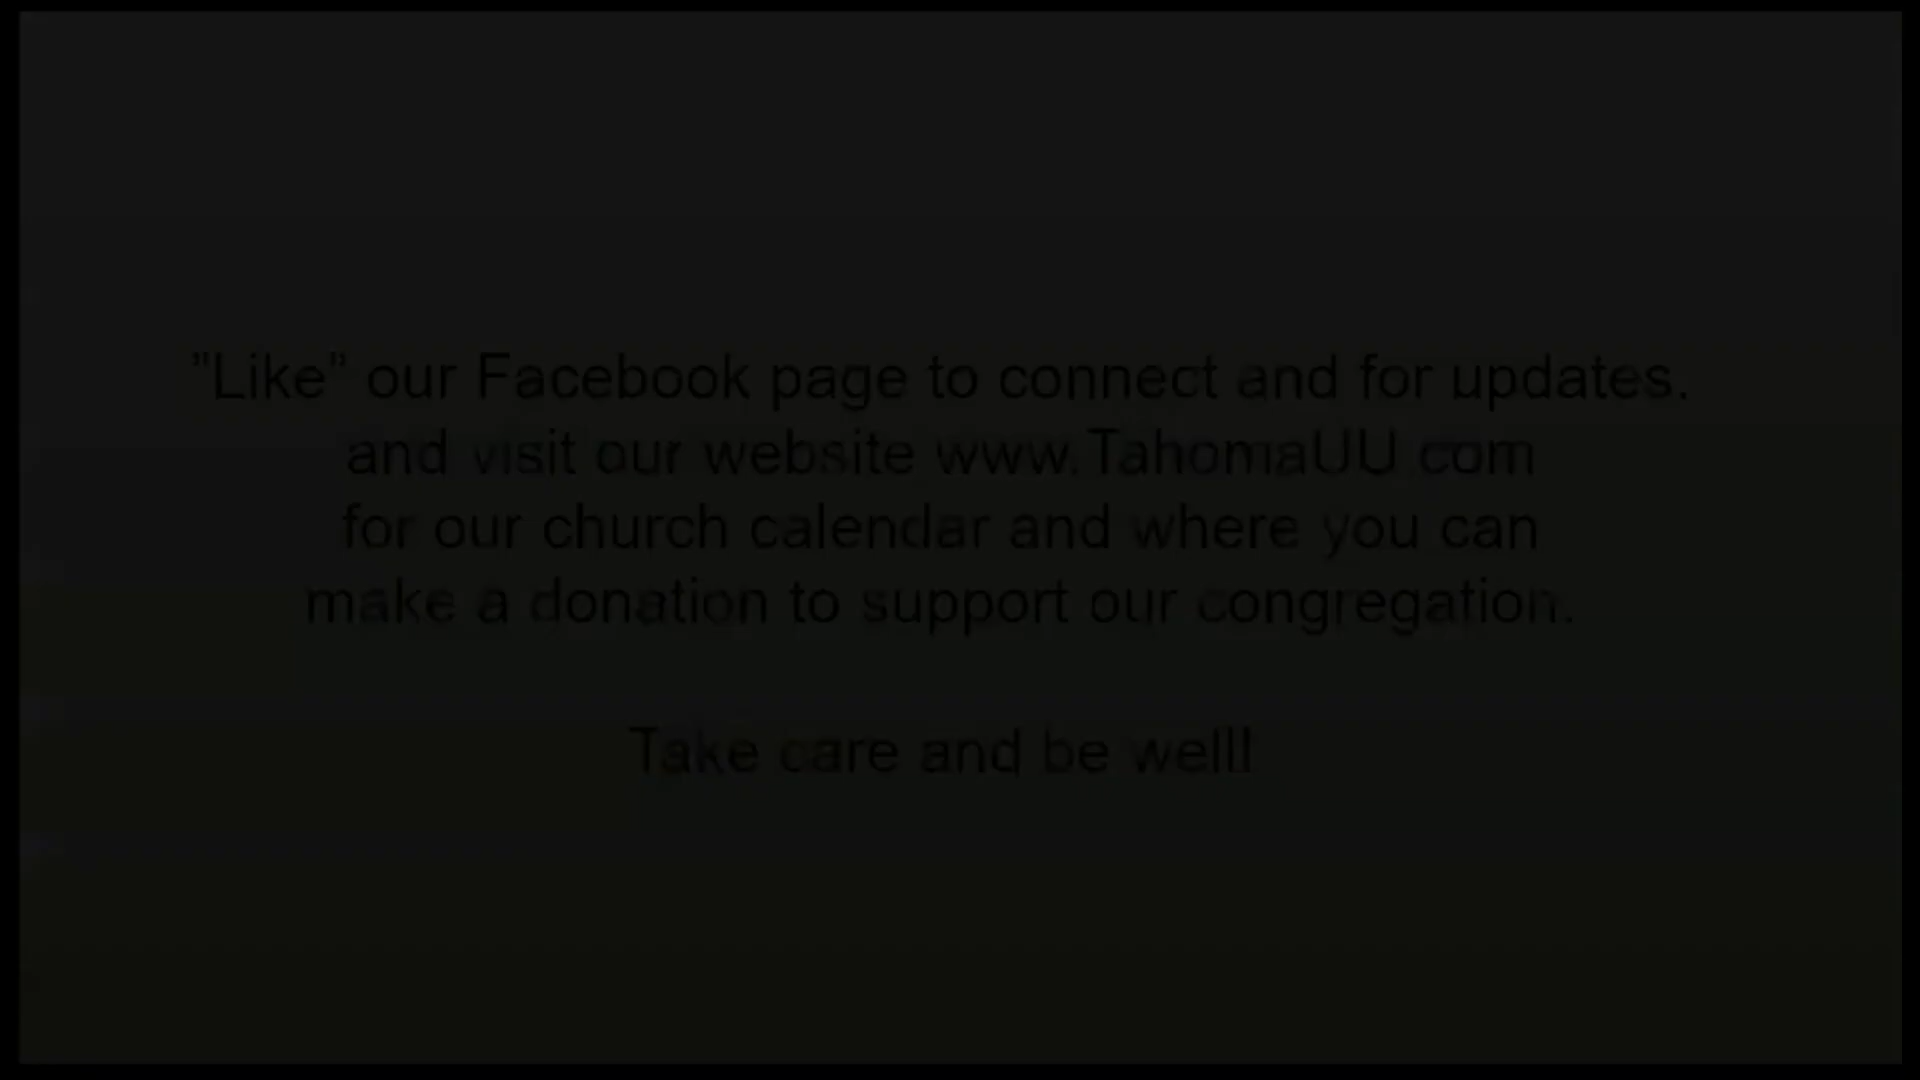 "Like" our Facebook page to connect and for updates.
and visit our website www.TahomaUU.com
for our church calendar and where you can
make a donation to support our congregation.
Take care and be well!